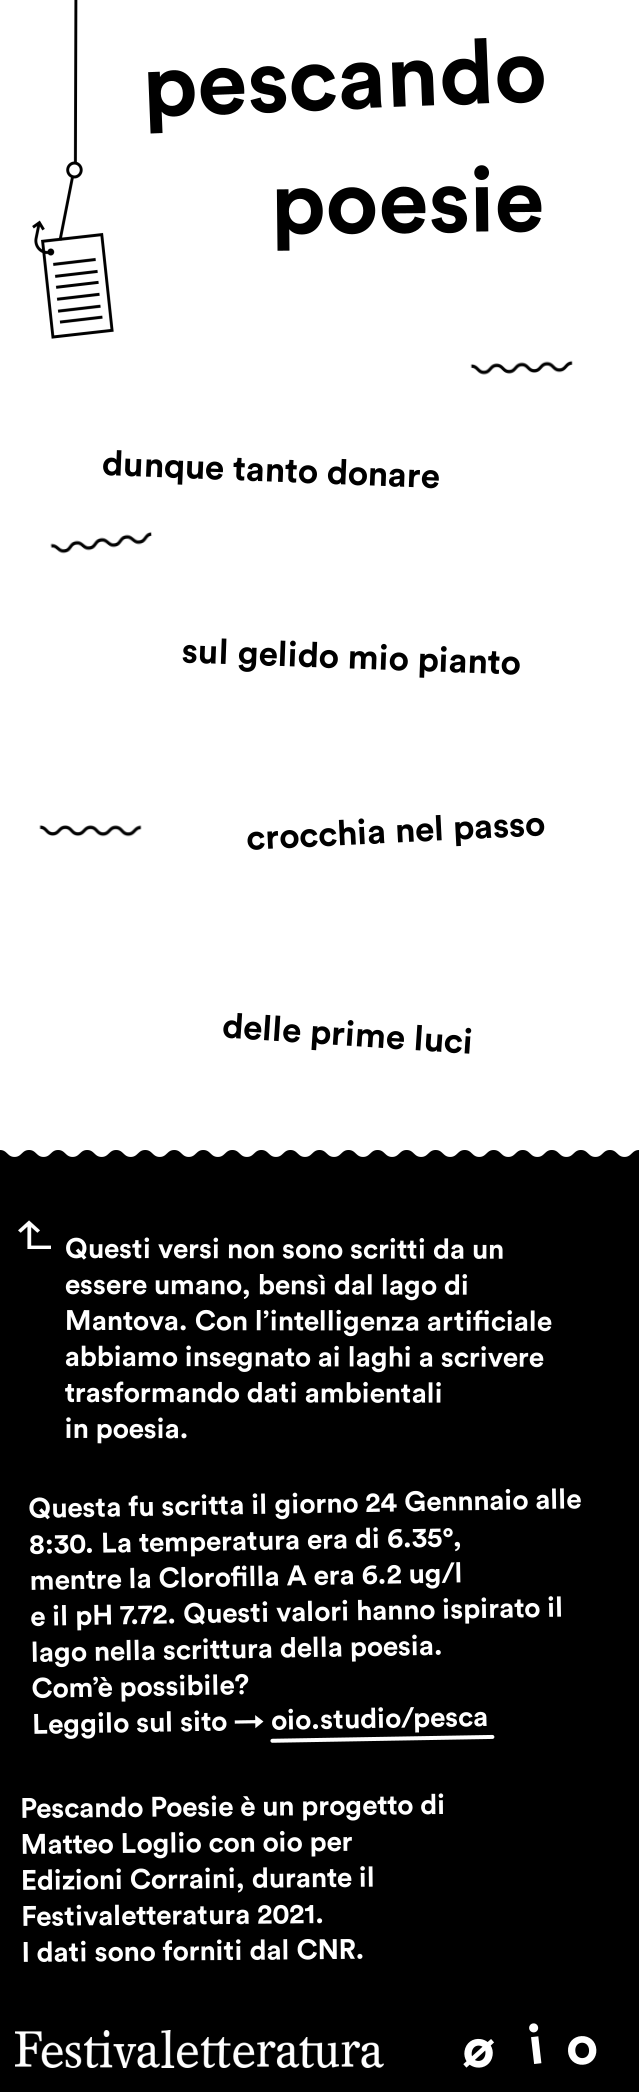 pescando
poesie
dunque tanto donare
sul gelido mio pianto
crocchia nel passo
delle prime luci
Questi versi non sono scritti da un
essere umano, bensì dal lago di
Mantova. Con l’intelligenza artificiale
abbiamo insegnato ai laghi a scrivere
trasformando dati ambientali
in poesia.
Questa fu scritta il giorno 24 Gennnaio alle
8:30. La temperatura era di 6.35°,
mentre la Clorofilla A era 6.2 ug/l
e il pH 7.72. Questi valori hanno ispirato il
lago nella scrittura della poesia.
Com’è possibile?
Leggilo sul sito → oio.studio/pesca
Pescando Poesie è un progetto di
Matteo Loglio con oio per
Edizioni Corraini, durante il
Festivaletteratura 2021.
I dati sono forniti dal CNR.
Festivaletteratura ø i o